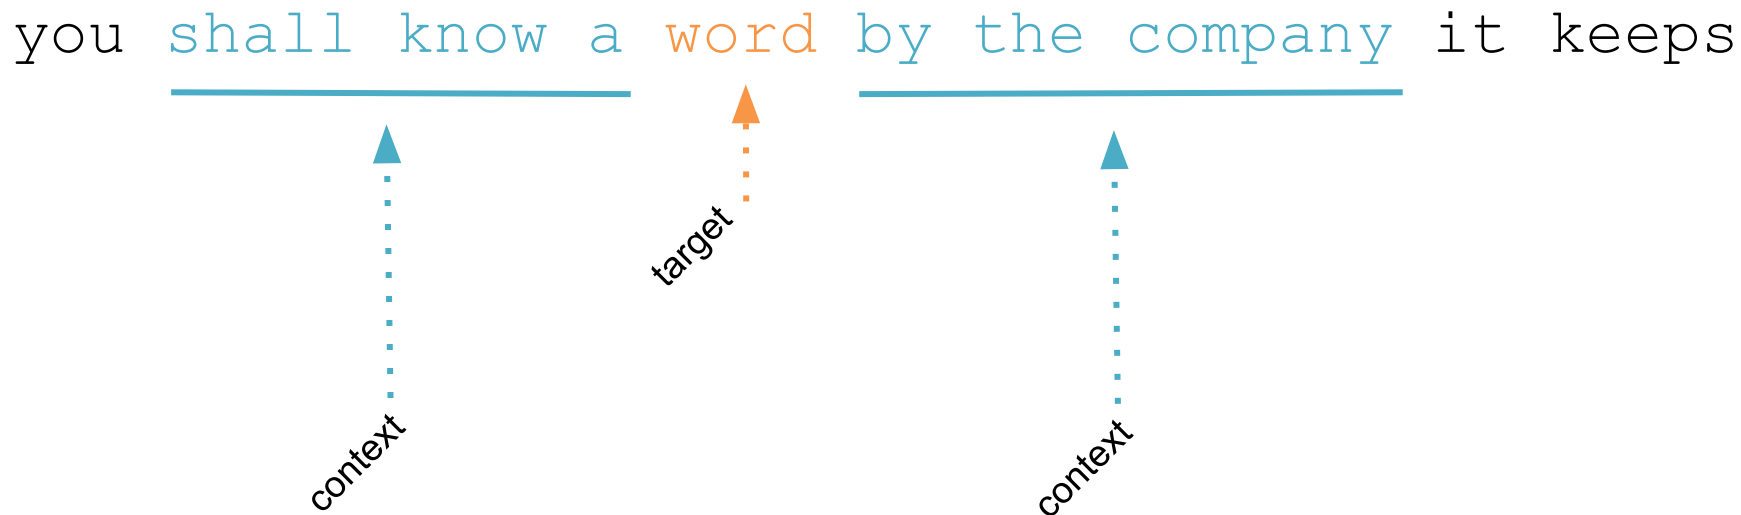 you shall know a word by the company it keeps
target
context
context